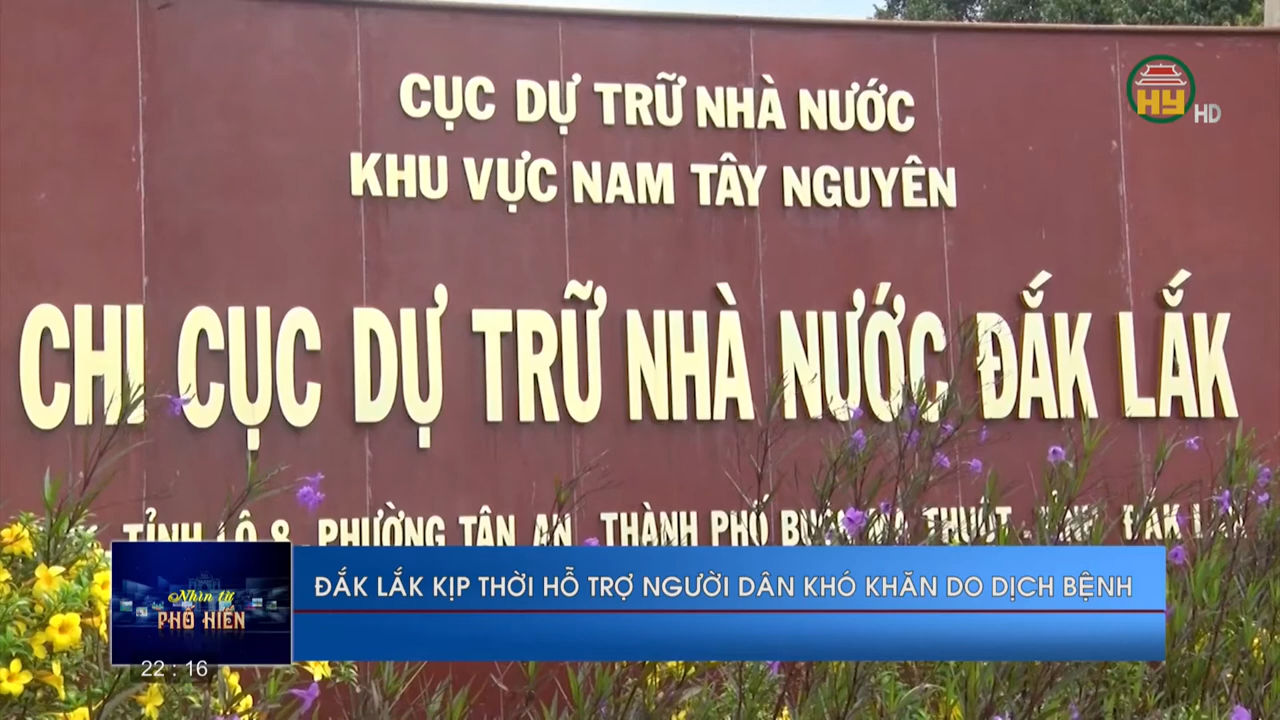 CỤC DỰ TRỮ NHÀ NƯỚC
HY HD
KHU VỰC NAM TÂY NGUYÊN
CHI CỤC DỰ TRỮ NHÀ NƯỚC ĐẮK LẮK
TỈNH LỘ 8 - PHƯỜNG TÂN AN THÀNH PHỐ
ĐẮK LẮK KỊP THỜI HỖ TRỢ NGƯỜI DÂN KHÓ KHĂN DO DỊCH BỆNH
Nhìn từ
PHỐ HIẾN
22 : 16